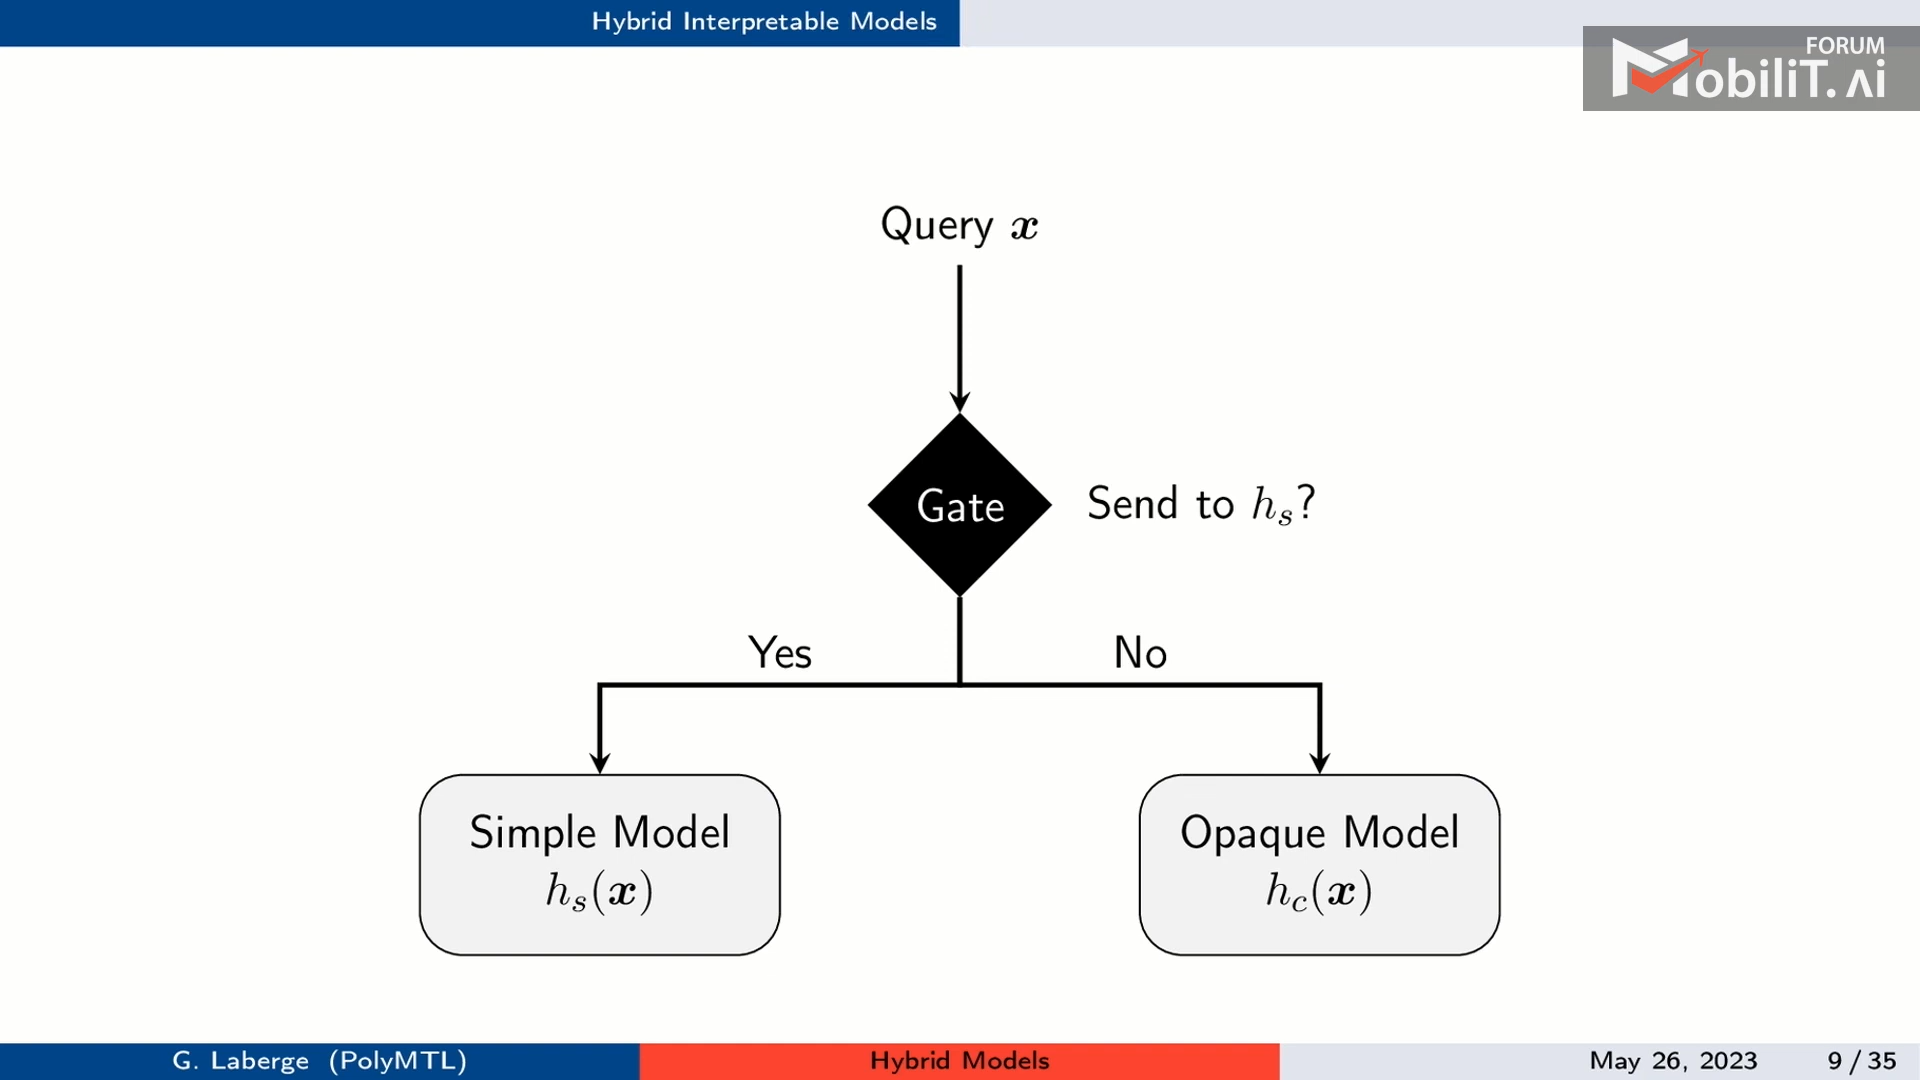 Hybrid Interpretable Models
FORUM
MobiliT.Ai
Query x
Gate
Send to hₛ?
Yes
No
Simple Model
hₛ(x)
Opaque Model
h_c(x)
G. Laberge (PolyMTL)
Hybrid Models
May 26, 2023
9 / 35